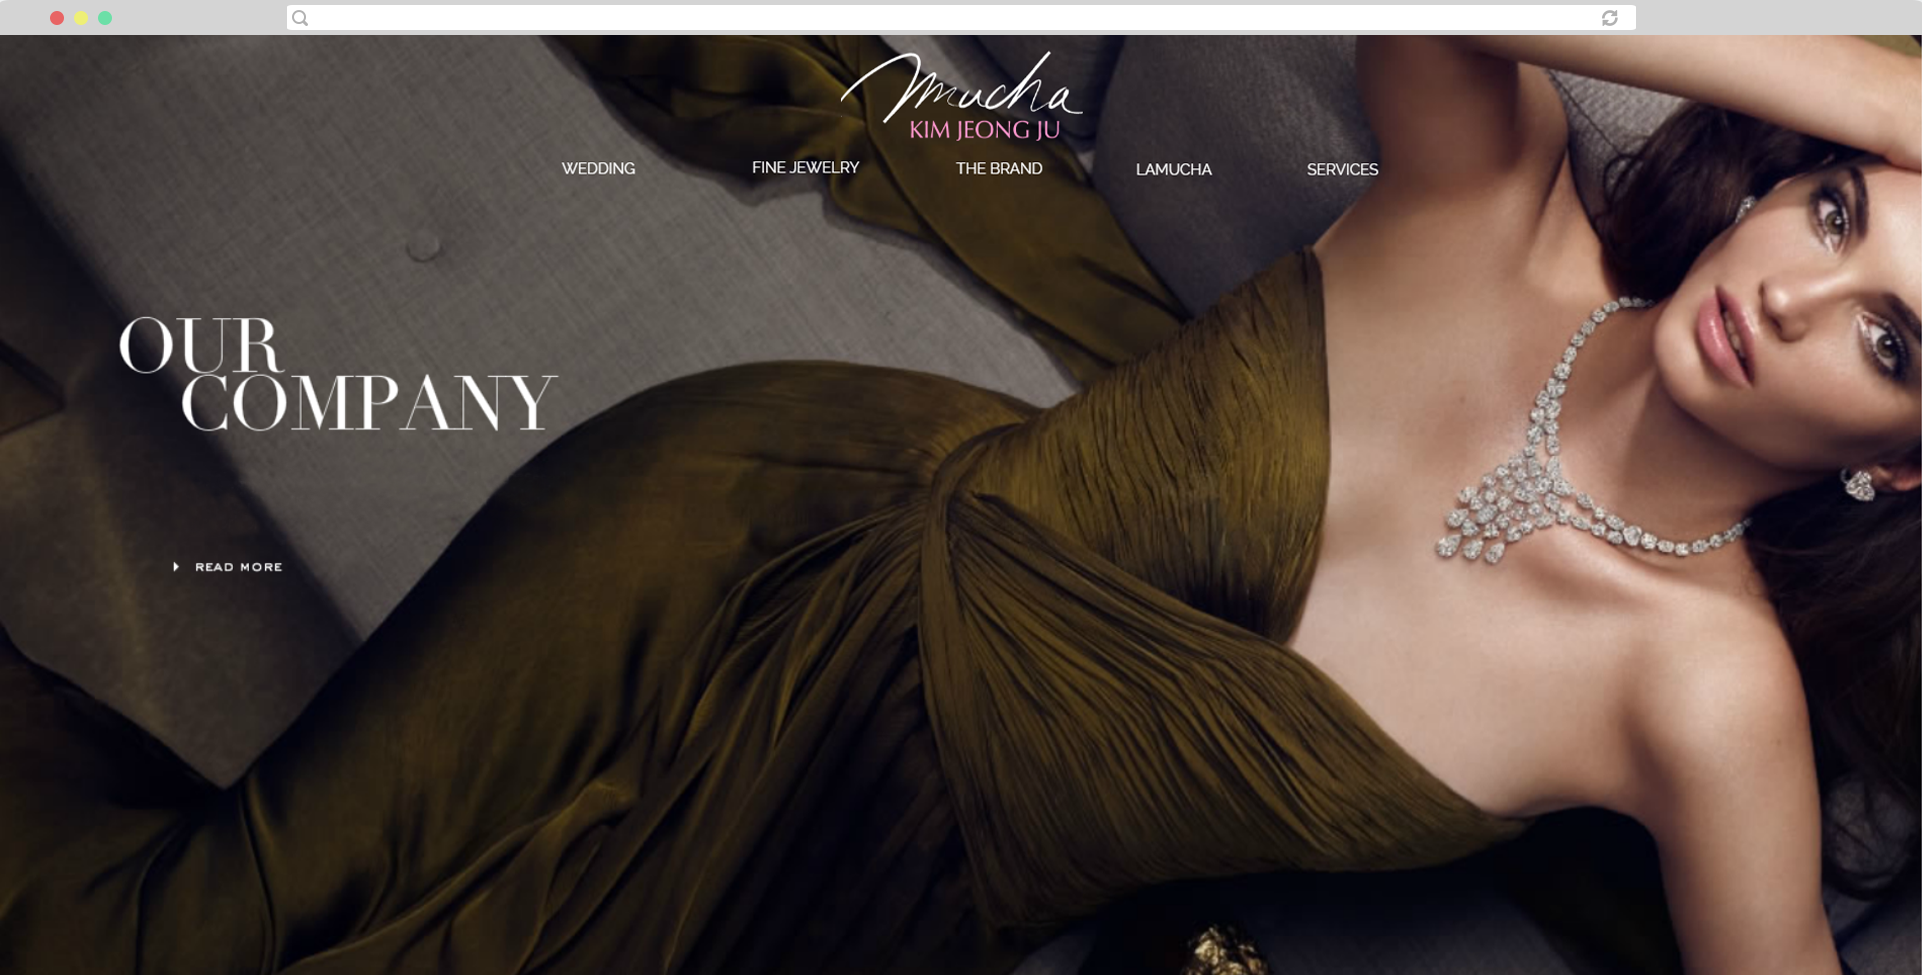 mucha
KIM JEONG JU
WEDDING
FINE JEWELRY
THE BRAND
LAMUCHA
SERVICES
OUR
COMPANY
READ MORE